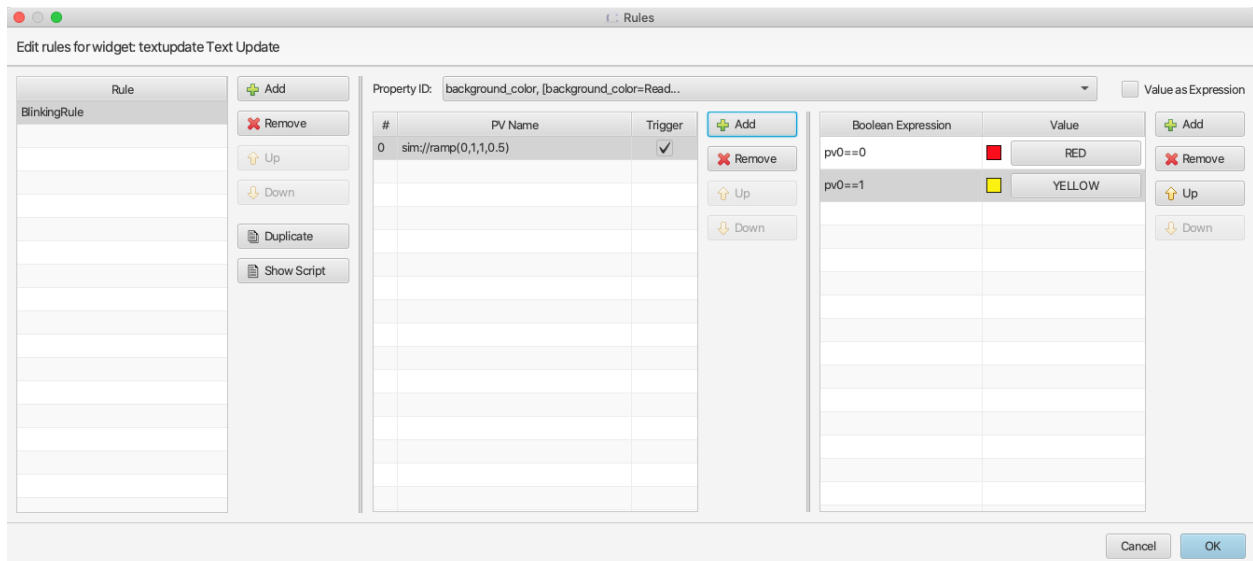 Rules
Edit rules for widget: textupdate Text Update
Rule
BlinkingRule
Add
Remove
Up
Down
Duplicate
Show Script
Property ID: background_color, [background_color=Read...
Value as Expression
# PV Name Trigger
0 sim://ramp(0,1,1,0.5)
Add
Remove
Up
Down
Boolean Expression Value
pv0==0 RED
pv0==1 YELLOW
Add
Remove
Up
Down
Cancel OK